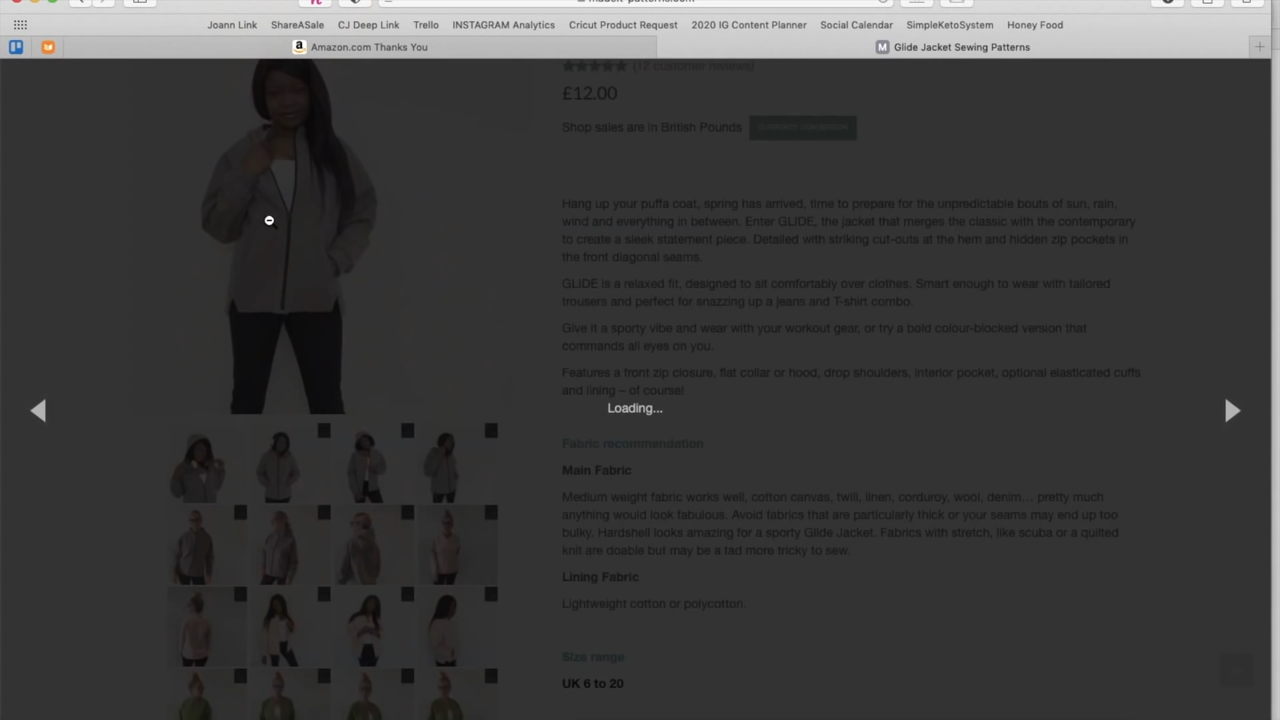 Joann Link ShareASale CJ Deep Link Trello INSTAGRAM Analytics Cricut Product Request 2020 IG Content Planner Social Calendar SimpleKetoSystem Honey Food
Amazon.com Thanks You
M Glide Jacket Sewing Patterns
(12 customer reviews)
£12.00
Shop sales are in British Pounds
Hang up your puffa coat, spring has arrived, time to prepare for the unpredictable bouts of sun, rain,
wind and everything in between. Enter GLIDE, the jacket that merges the classic with the contemporary
to create a sleek statement piece. Detailed with striking cut-outs at the hem and hidden zip pockets in
the front diagonal seams.
GLIDE is a relaxed fit, designed to sit comfortably over clothes. Smart enough to wear with tailored
trousers and perfect for snazzing up a jeans and T-shirt combo.
Give it a sporty vibe and wear with your workout gear, or try a bold colour-blocked version that
commands all eyes on you.
Features a front zip closure, flat collar or hood, drop shoulders, interior pocket, optional elasticated cuffs
and lining – of course!
Loading...
Fabric recommendation
Main Fabric
Medium weight fabric works well, cotton canvas, twill, linen, corduroy, wool, denim… pretty much
anything would look fabulous. Avoid fabrics that are particularly thick or your seams may end up too
bulky. Hardshell looks amazing for a sporty Glide Jacket. Fabrics with stretch, like scuba or a quilted
knit are doable but may be a tad more tricky to sew.
Lining Fabric
Lightweight cotton or polycotton.
Size range
UK 6 to 20